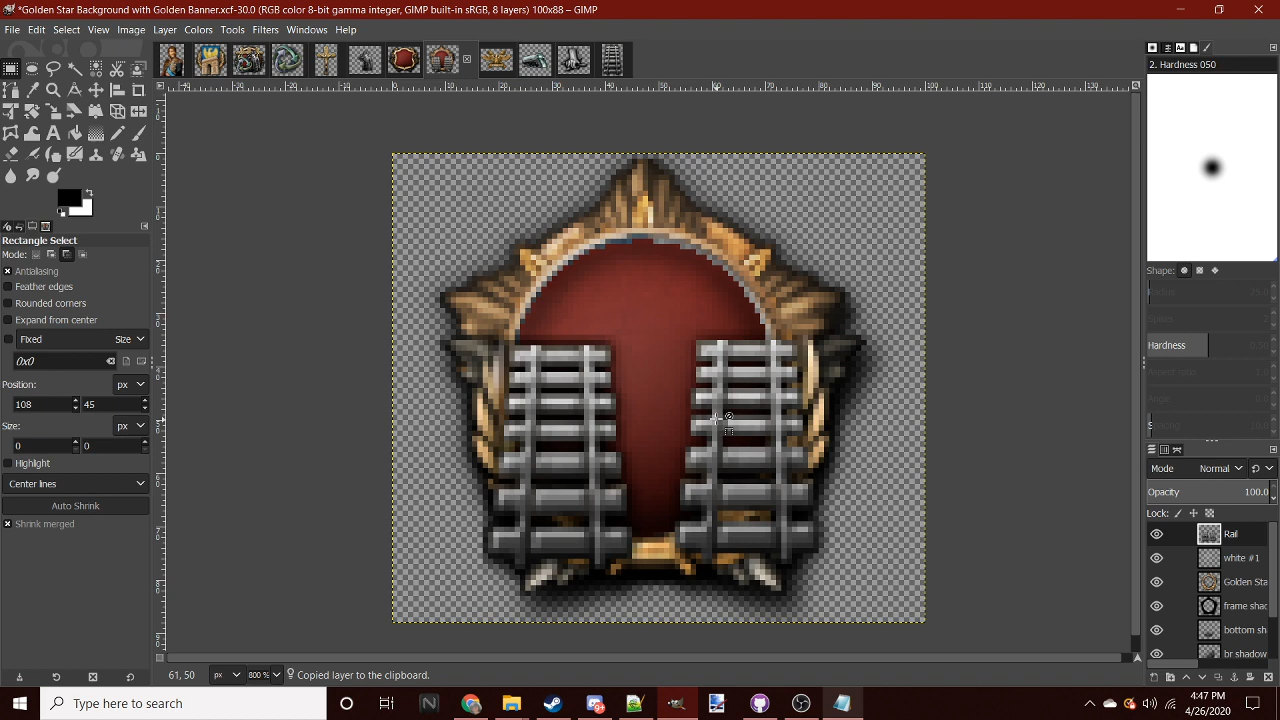 *Golden Star Background with Golden Banner.xcf-30.0 (RGB color 8-bit gamma integer, GIMP built-in sRGB, 8 layers) 100x88 – GIMP
File Edit Select View Image Layer Colors Tools Filters Windows Help
2. Hardness 050
Rectangle Select
Mode:
Antialiasing
Feather edges
Rounded corners
Expand from center
Fixed Size
0x0
Position: px
108 45
Size: px
0 0
Highlight
Center lines
Auto Shrink
Shrink merged
Shape:
Hardness
Mode Normal
Opacity 100.0
Lock:
Rail
white #1
Golden Sta
frame shad
bottom sh
br shadow
61, 50 px 800 % Copied layer to the clipboard.
Type here to search
4:47 PM
4/26/2020